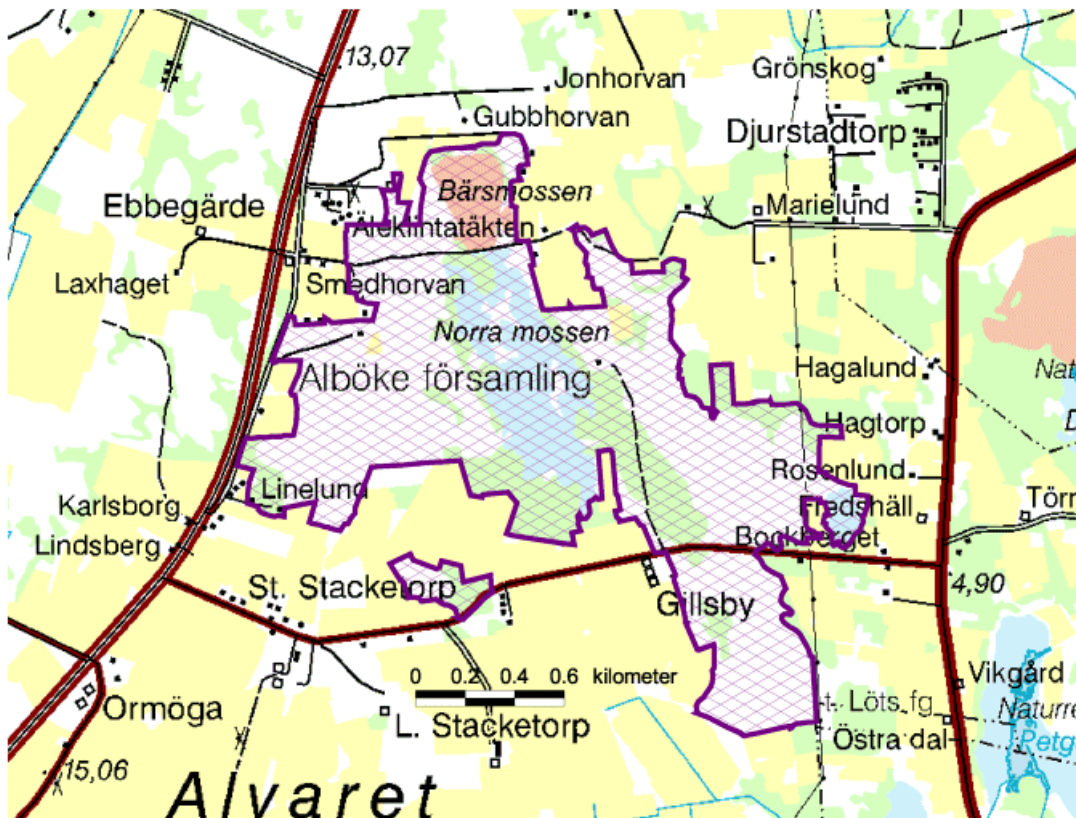 13,07
Jonhorvan
Grönskog
Gubbhorvan
Djurstadtorp
Bärsmossen
Ebbegärde
Marielund
Äleklintatäkten
Laxhaget
Smedhorvan
Norra mossen
Hagalund
Alböke församling
Hagtorp
Rosenlund
Linelund
Karlsborg
Fredshäll
Lindsberg
Bockberget
St. Stacketorp
4,90
Gillsby
0 0.2 0.4 0.6 kilometer
Vikgård
Ormöga
t. Löts fg
L. Stacketorp
Östra dal
15,06
Alvaret